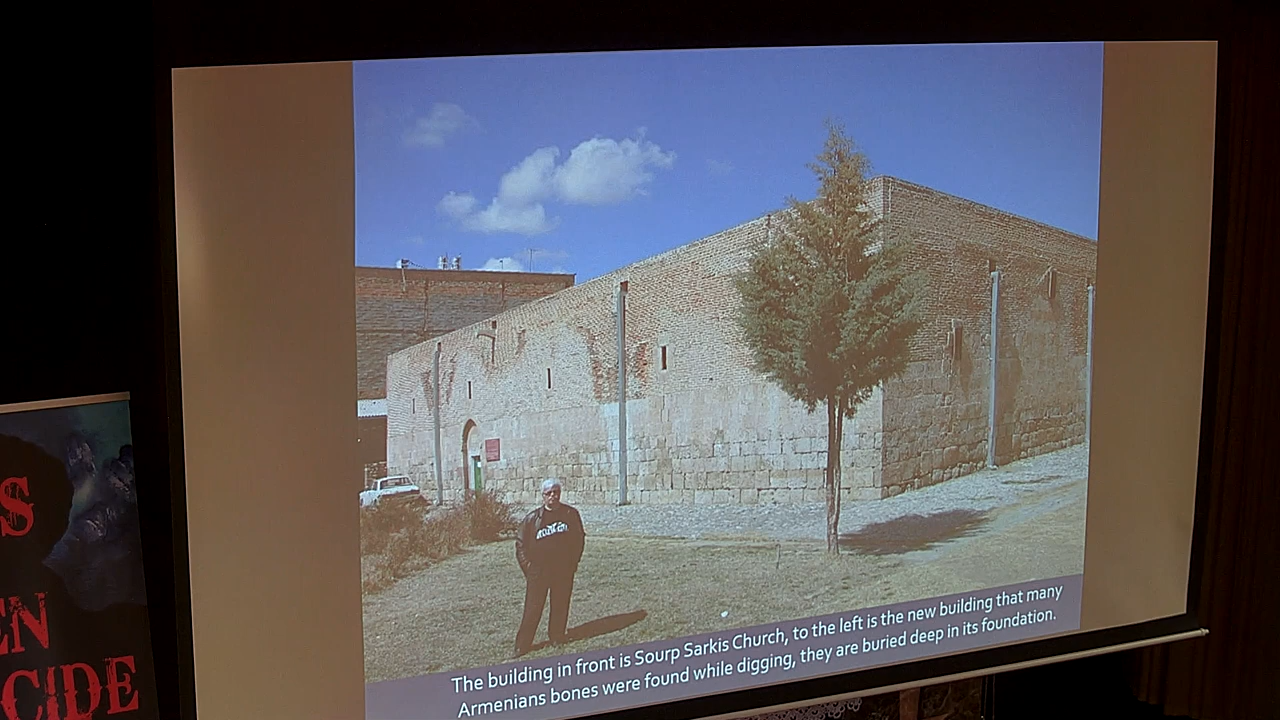 The building in front is Sourp Sarkis Church, to the left is the new building that many
Armenians bones were found while digging, they are buried deep in its foundation.
S
EN
CIDE